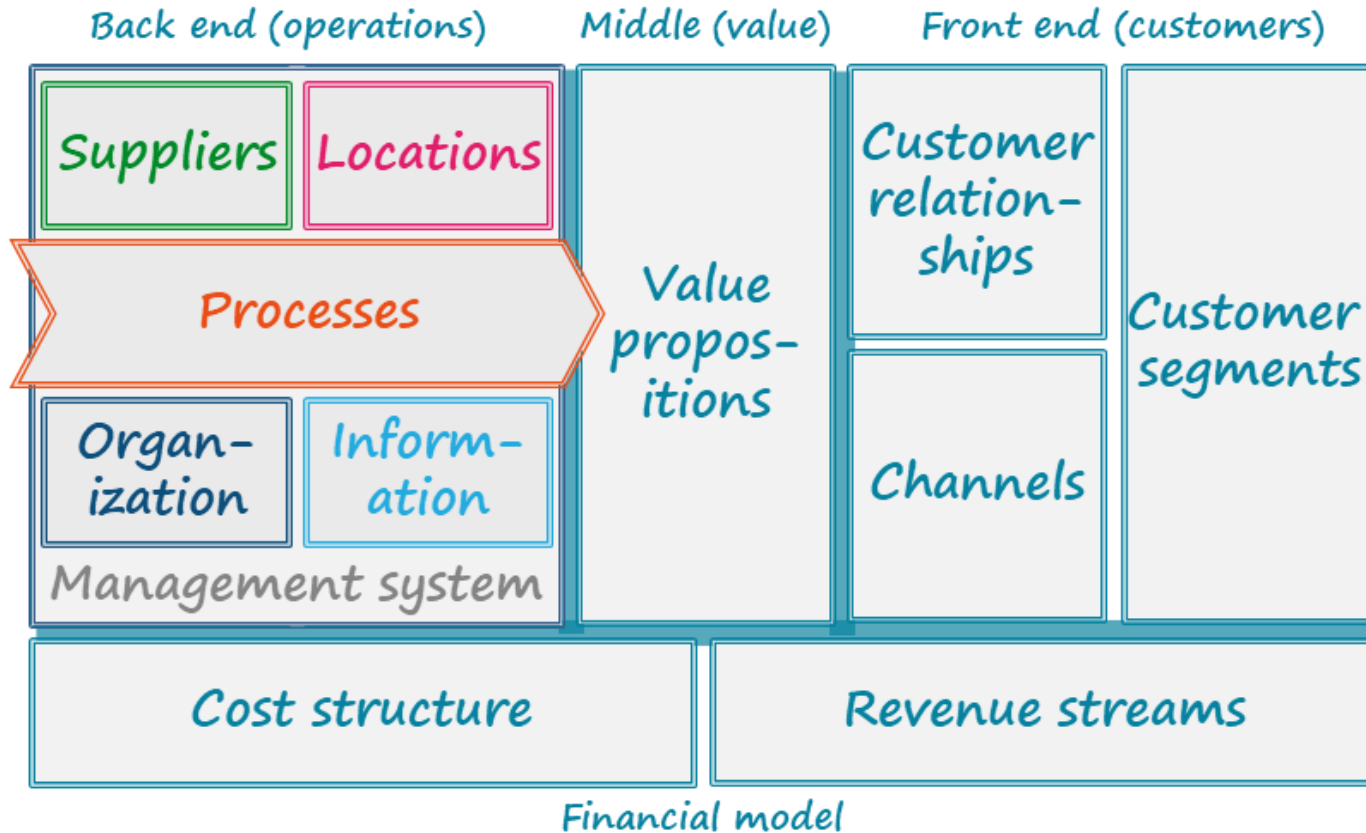 Back end (operations)
Middle (value)
Front end (customers)
Suppliers
Locations
Processes
Organ-
ization
Inform-
ation
Management system
Value
propos-
itions
Customer
relation-
ships
Channels
Customer
segments
Cost structure
Revenue streams
Financial model